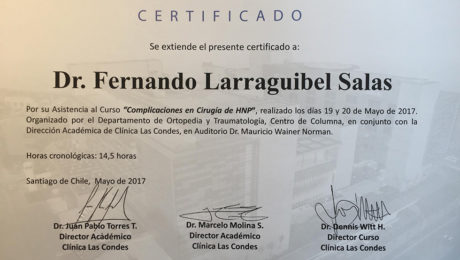 CERTIFICADO
Se extiende el presente certificado a:
Dr. Fernando Larraguibel Salas
Por su Asistencia al Curso "Complicaciones en Cirugía de HNP", realizado los días 19 y 20 de Mayo de 2017.
Organizado por el Departamento de Ortopedia y Traumatología, Centro de Columna, en conjunto con la
Dirección Académica de Clínica Las Condes, en Auditorio Dr. Mauricio Wainer Norman.
Horas cronológicas: 14,5 horas
Santiago de Chile, Mayo de 2017
Dr. Juan Pablo Torres T.
Director Académico
Clínica Las Condes
Dr. Marcelo Molina S.
Director Académico
Clínica Las Condes
Dr. Dennis Witt H.
Director Curso
Clínica Las Condes